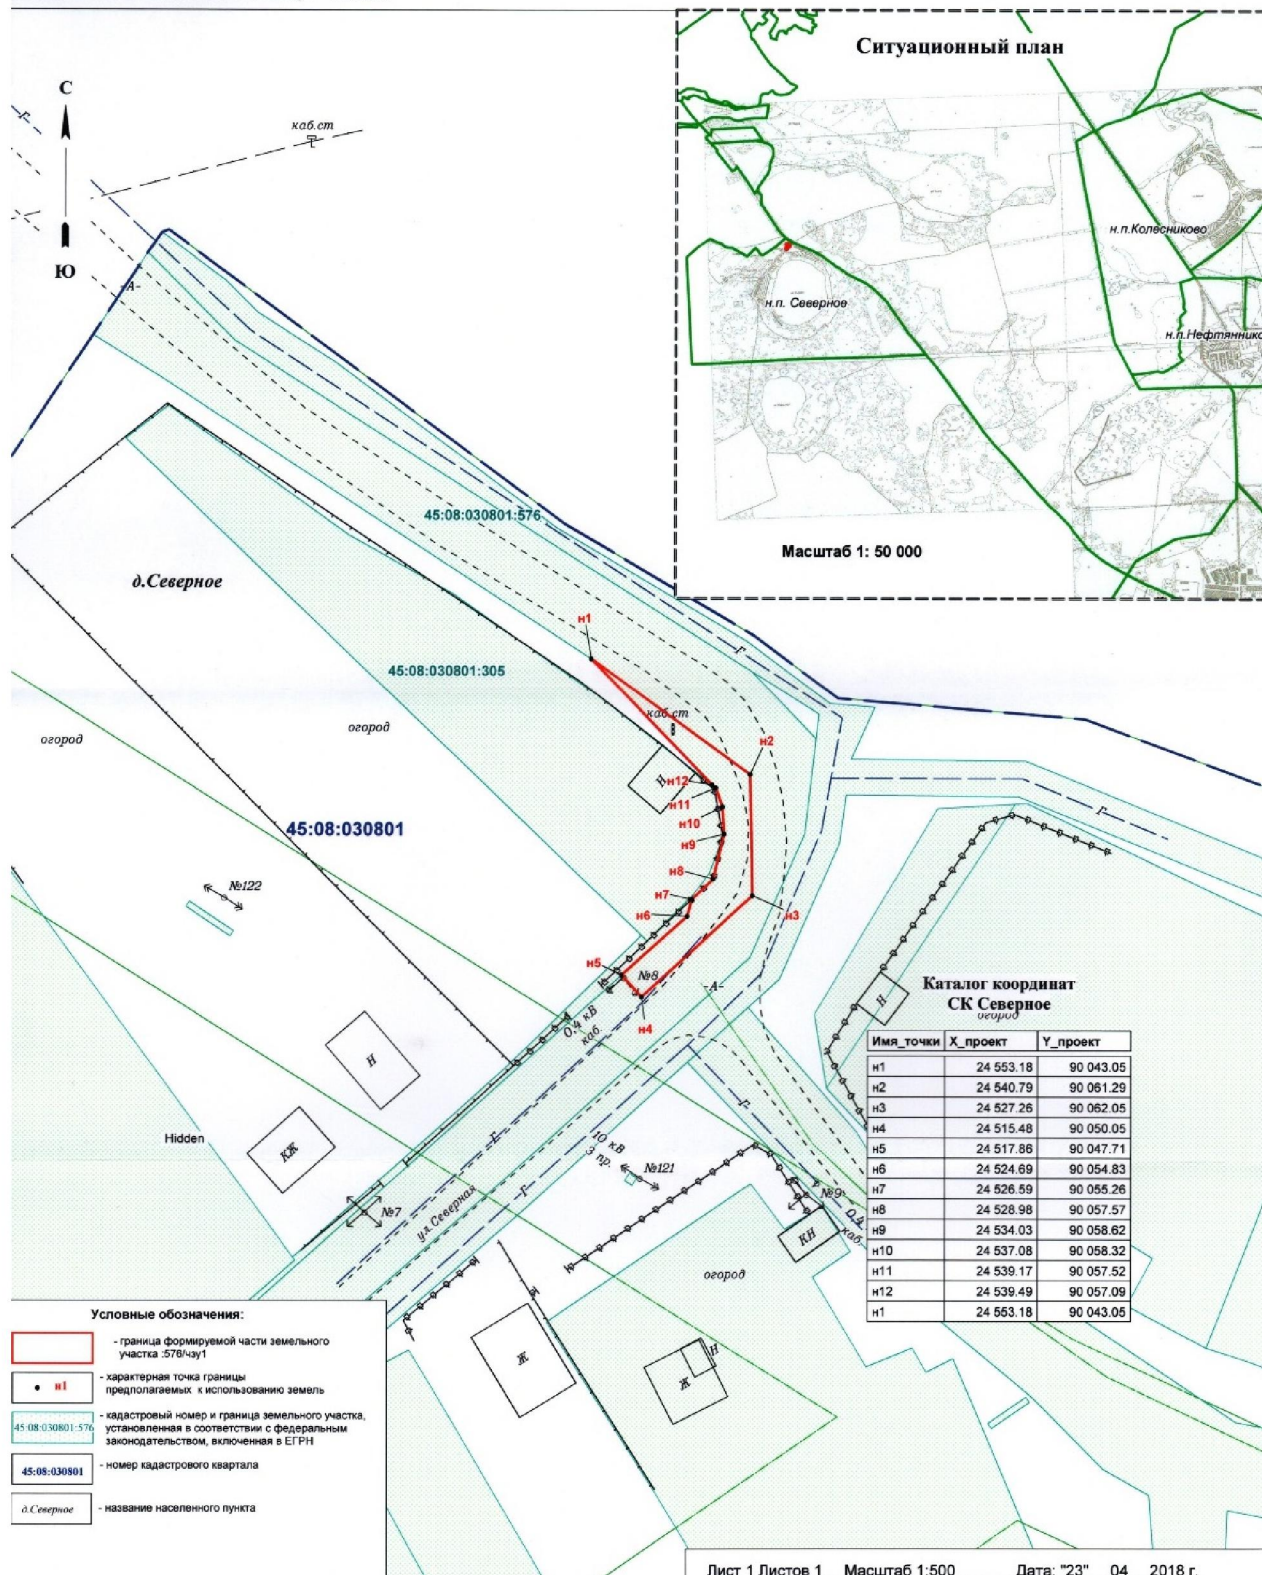 Ситуационный план
н.п.Колесниково
н.п. Северное
Масштаб 1: 50 000
С
Ю
каб.ст
-А-
Г
45:08:030801:576
д.Северное
н1
45:08:030801:305
Г
огород
огород
каб.ст
н2
Н
н12
н11
Г
45:08:030801
н10
н9
№122
н8
н7
н6
н3
н5
№8
-А-
Н
н4
0,4 кВ
каб
Н
Г
Г
Hidden
КЖ
10 кВ
3 пр.
№121
№7
ул.Северная
Г
№9
0,4
каб.
КН
огород
Ж
Ж
Н
Каталог координат
СК Северное
огород
Имя_точки X_проект Y_проект
н1 24 553.18 90 043.05
н2 24 540.79 90 061.29
н3 24 527.26 90 062.05
н4 24 515.48 90 050.05
н5 24 517.86 90 047.71
н6 24 524.69 90 054.83
н7 24 526.59 90 055.26
н8 24 528.98 90 057.57
н9 24 534.03 90 058.62
н10 24 537.08 90 058.32
н11 24 539.17 90 057.52
н12 24 539.49 90 057.09
н1 24 553.18 90 043.05
Условные обозначения:
- граница формируемой части земельного
участка :576/чзу1
н1
- характерная точка границы
предполагаемых к использованию земель
45:08:030801:576
- кадастровый номер и граница земельного участка,
установленная в соответствии с федеральным
законодательством, включенная в ЕГРН
45:08:030801
- номер кадастрового квартала
д.Северное
- название населенного пункта
Лист 1 Листов 1 Масштаб 1:500 Дата: "23" 04 2018 г.